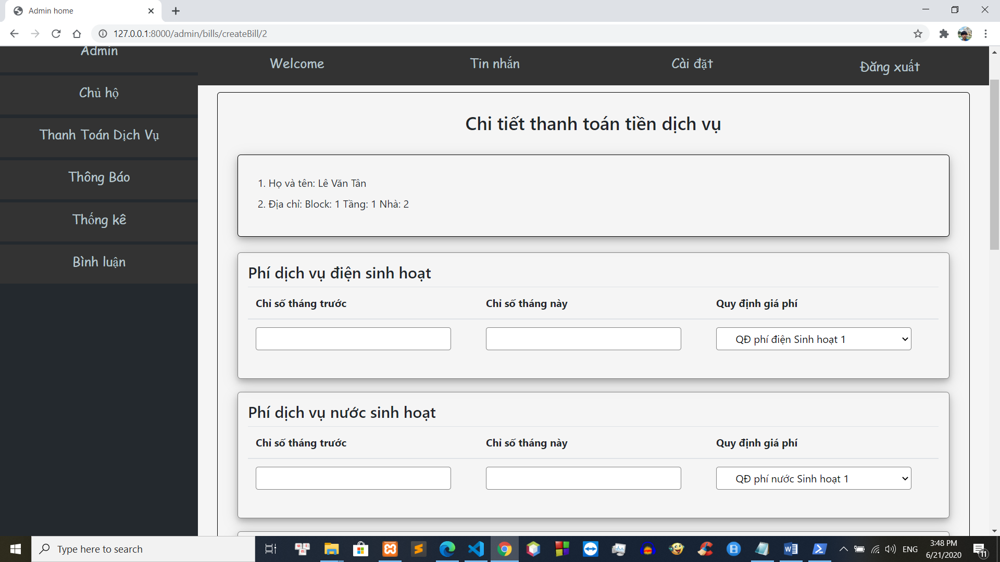 Admin home
127.0.0.1:8000/admin/bills/createBill/2
Admin
Chủ hộ
Thanh Toán Dịch Vụ
Thông Báo
Thống kê
Bình luận
Welcome
Tin nhắn
Cài đặt
Đăng xuất
Chi tiết thanh toán tiền dịch vụ
1. Họ và tên: Lê Văn Tân
2. Địa chỉ: Block: 1 Tầng: 1 Nhà: 2
Phí dịch vụ điện sinh hoạt
Chỉ số tháng trước
Chỉ số tháng này
Quy định giá phí
QĐ phí điện Sinh hoạt 1
Phí dịch vụ nước sinh hoạt
Chỉ số tháng trước
Chỉ số tháng này
Quy định giá phí
QĐ phí nước Sinh hoạt 1
Type here to search
ENG
3:48 PM
6/21/2020
11